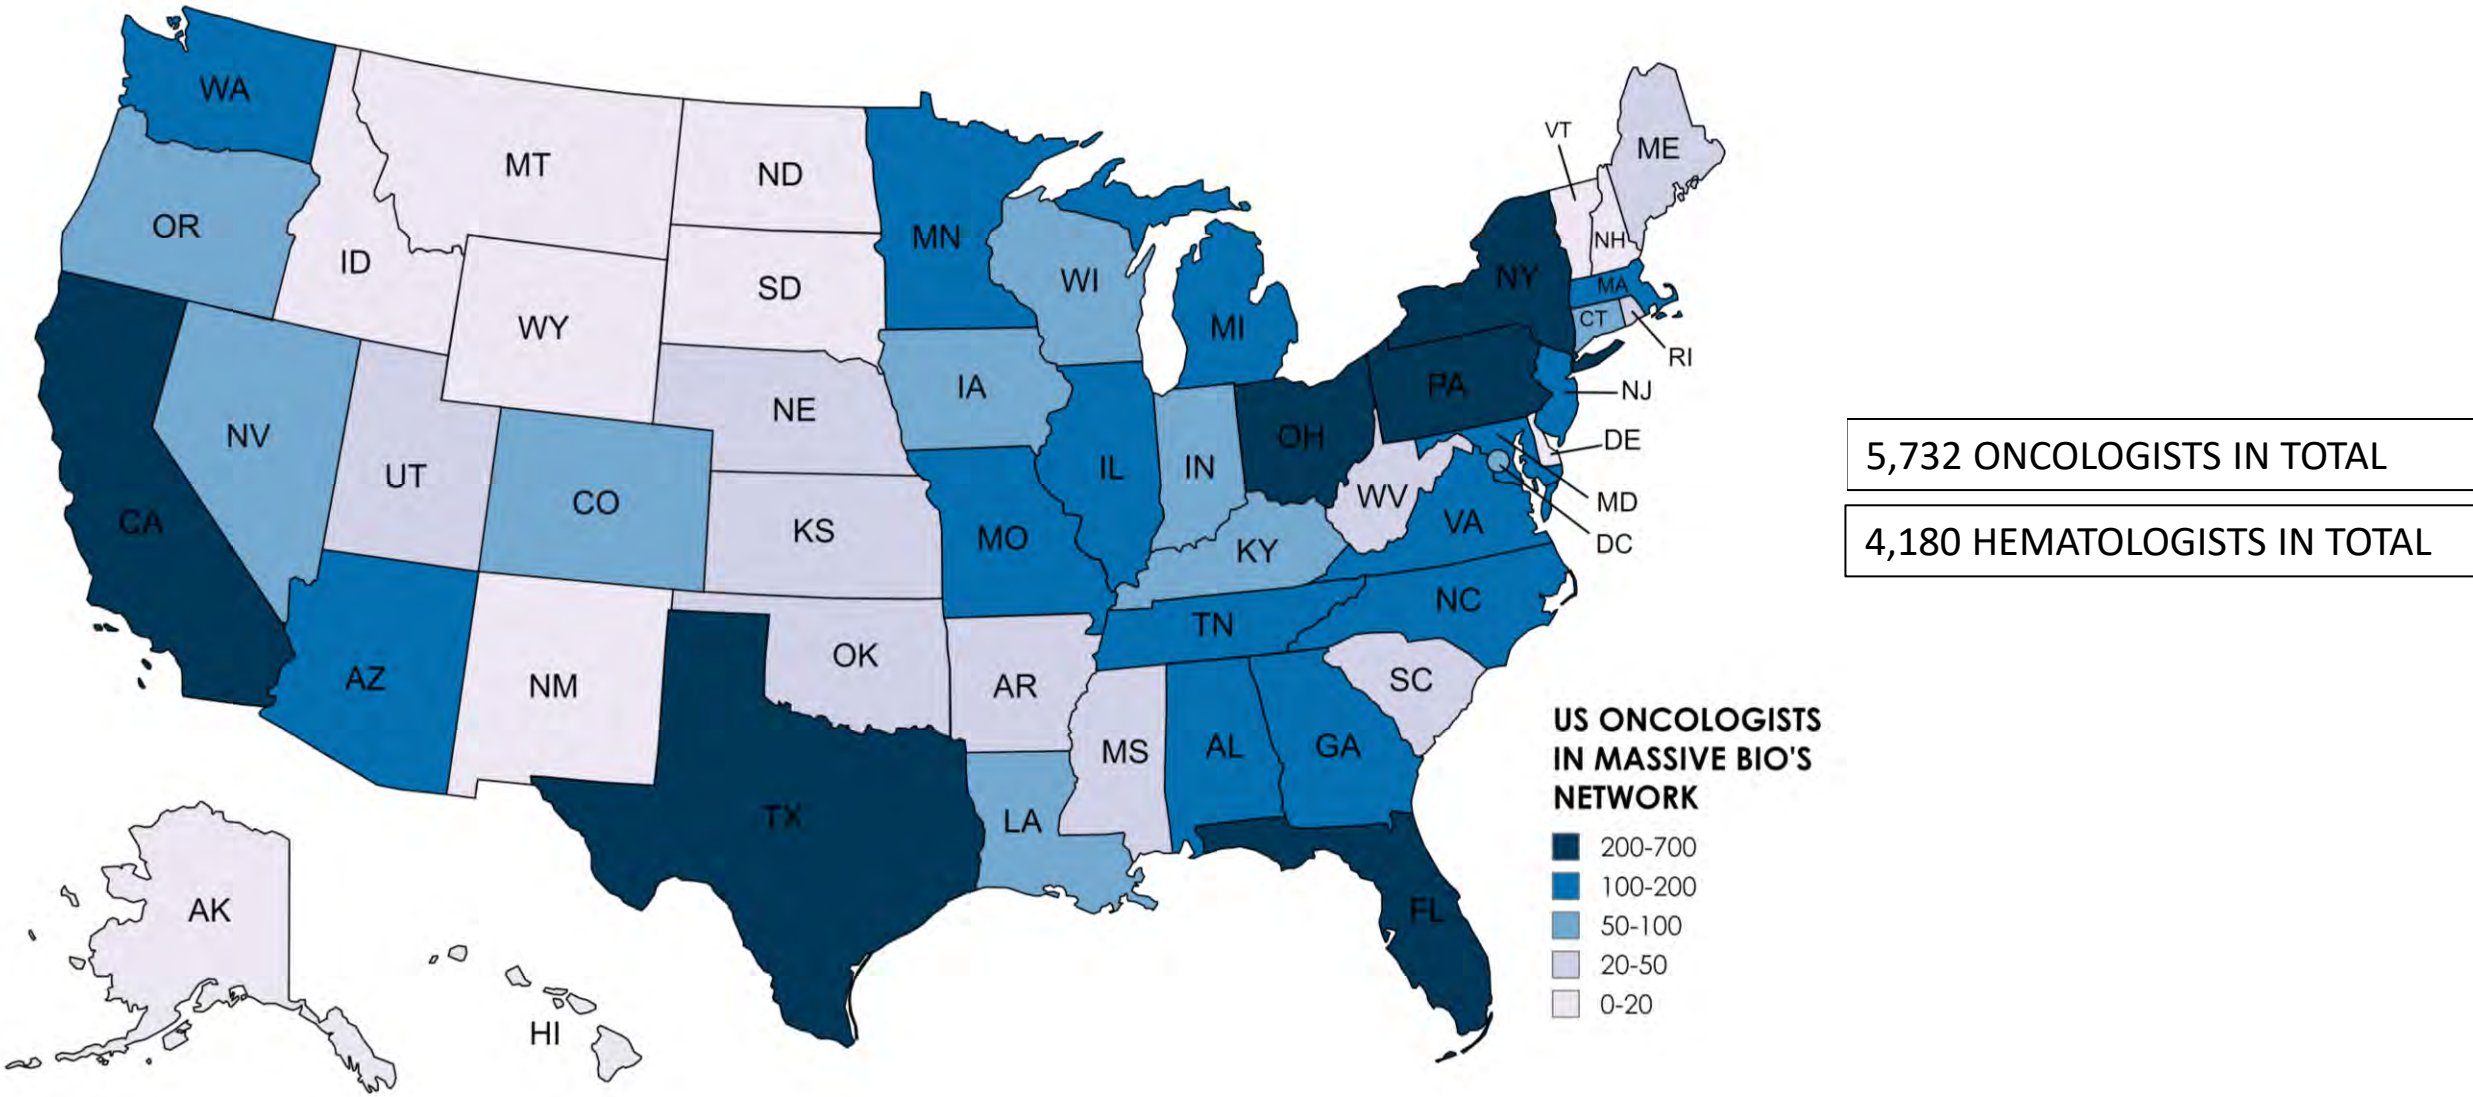 WA
MT
ND
MN
VT
ME
OR
ID
SD
WI
NH
NY
MA
WY
MI
CT
RI
IA
PA
NJ
NE
NV
OH
DE
5,732 ONCOLOGISTS IN TOTAL
UT
IL
IN
CO
WV
MD
CA
KS
MO
VA
DC
4,180 HEMATOLOGISTS IN TOTAL
KY
NC
TN
OK
AZ
NM
AR
SC
MS
AL
GA
TX
LA
AK
FL
HI
US ONCOLOGISTS
IN MASSIVE BIO'S
NETWORK
200-700
100-200
50-100
20-50
0-20